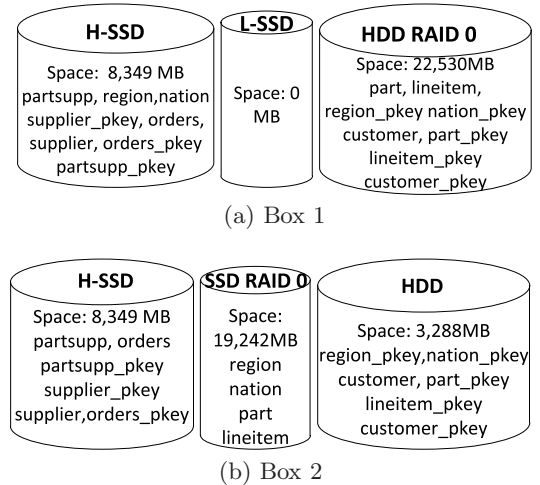 H-SSD
Space: 8,349 MB
partsupp, region,nation
supplier_pkey, orders,
supplier, orders_pkey
partsupp_pkey
L-SSD
Space: 0
MB
HDD RAID 0
Space: 22,530MB
part, lineitem,
region_pkey nation_pkey
customer, part_pkey
lineitem_pkey
customer_pkey
(a) Box 1
H-SSD
Space: 8,349 MB
partsupp, orders
partsupp_pkey
supplier_pkey
supplier,orders_pkey
SSD RAID 0
Space:
19,242MB
region
nation
part
lineitem
HDD
Space: 3,288MB
region_pkey,nation_pkey
customer, part_pkey
lineitem_pkey
customer_pkey
(b) Box 2